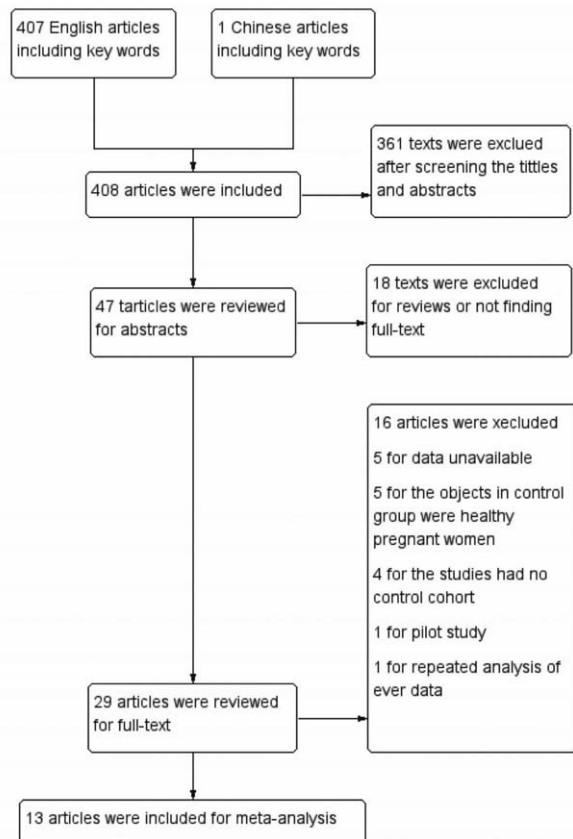 407 English articles
including key words
1 Chinese articles
including key words
361 texts were exclued
after screening the tittles
and abstracts
408 articles were included
18 texts were excluded
for reviews or not finding
full-text
47 tarticles were reviewed
for abstracts
16 articles were xecluded
5 for data unavailable
5 for the objects in control
group were healthy
pregnant women
4 for the studies had no
control cohort
1 for pilot study
1 for repeated analysis of
ever data
29 articles were reviewed
for full-text
13 articles were included for meta-analysis